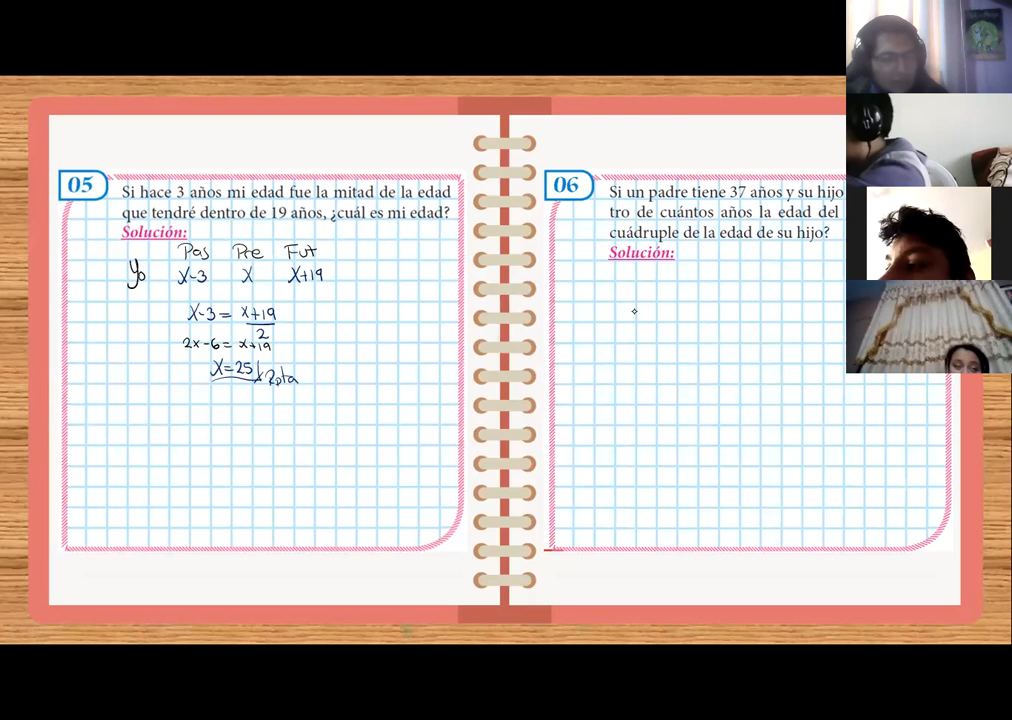 05
Si hace 3 años mi edad fue la mitad de la edad
que tendré dentro de 19 años, ¿cuál es mi edad?
Solución:
Pas Pre Fut
Yo x-3 x x+19
x-3 = x+19
2
2x-6 = x+19
x=25 Rpta
06
Si un padre tiene 37 años y su hijo
tro de cuántos años la edad del
cuádruple de la edad de su hijo?
Solución: